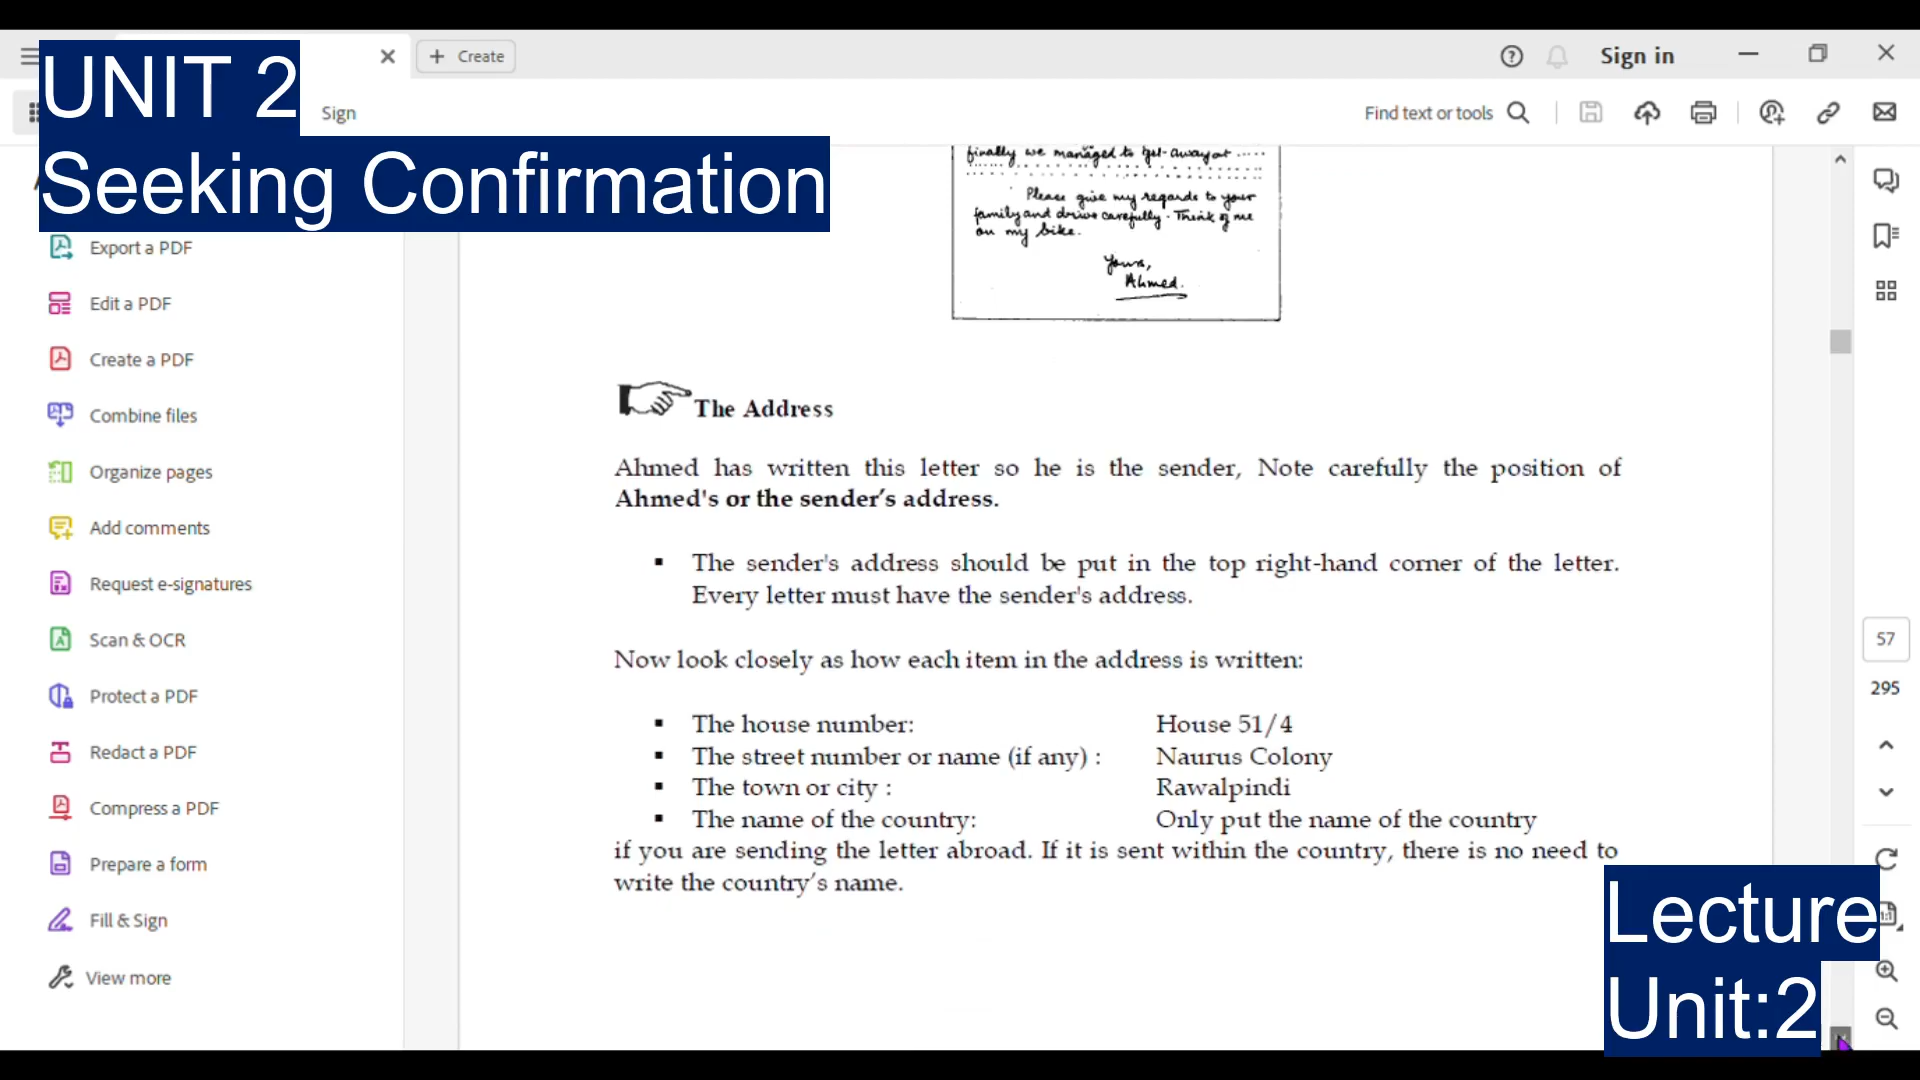 UNIT 2
Seeking Confirmation
Create
Sign in
Sign
Find text or tools
Export a PDF
Edit a PDF
Create a PDF
Combine files
Organize pages
Add comments
Request e-signatures
Scan & OCR
Protect a PDF
Redact a PDF
Compress a PDF
Prepare a form
Fill & Sign
View more
finally we managed to get-away at .....
Please give my regards to your
family and drive carefully. Think of me
on my bike.
Yours,
Ahmed.
The Address
Ahmed has written this letter so he is the sender, Note carefully the position of
Ahmed's or the sender's address.
▪ The sender's address should be put in the top right-hand corner of the letter.
Every letter must have the sender's address.
Now look closely as how each item in the address is written:
▪ The house number: House 51/4
▪ The street number or name (if any) : Naurus Colony
▪ The town or city : Rawalpindi
▪ The name of the country: Only put the name of the country
if you are sending the letter abroad. If it is sent within the country, there is no need to
write the country's name.
57
295
Lecture
Unit:2